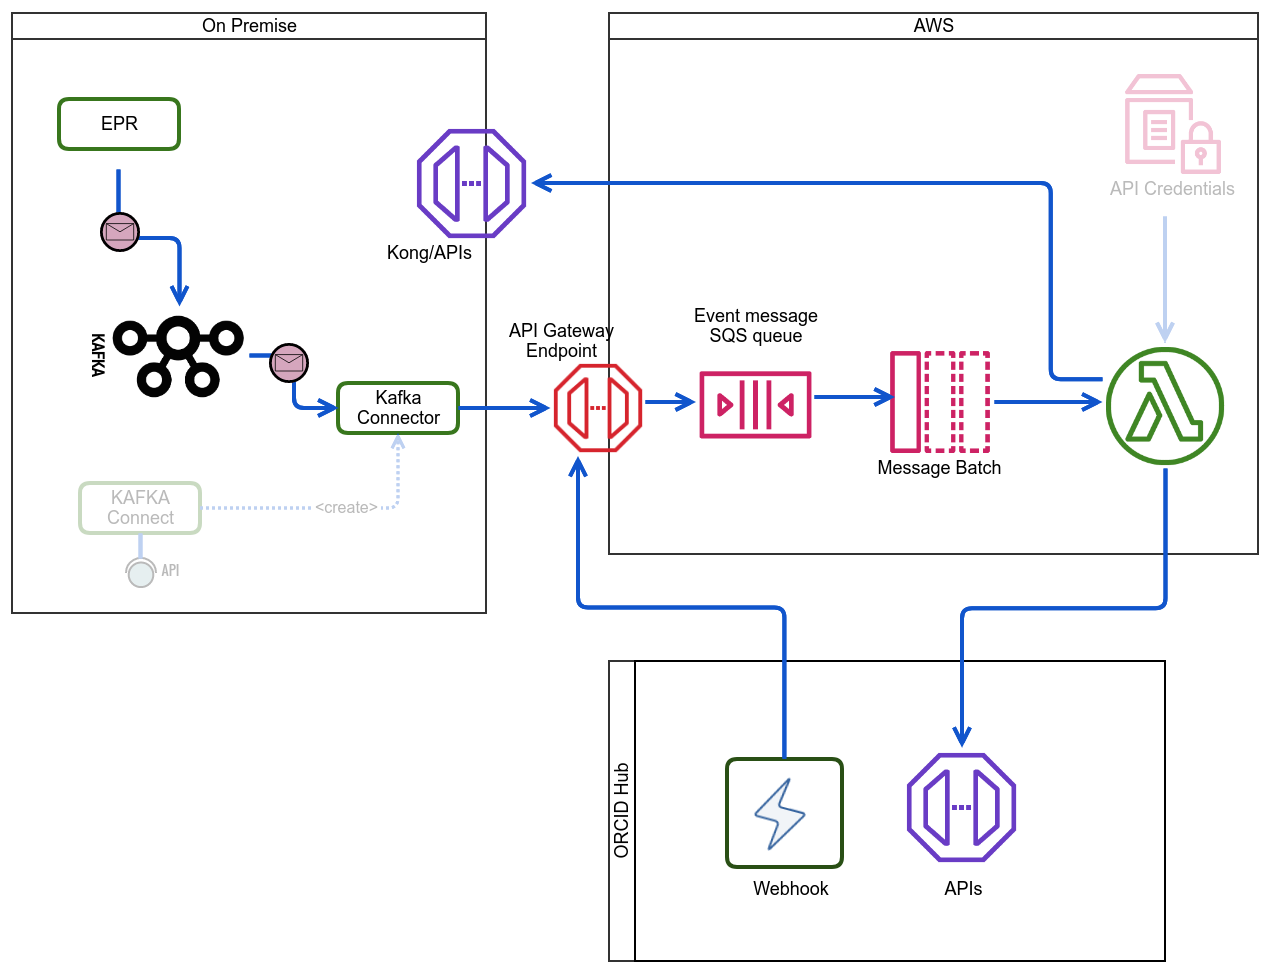 On Premise
AWS
EPR
API Credentials
Kong/APIs
Event message
SQS queue
API Gateway
Endpoint
KAFKA
Kafka
Connector
Message Batch
KAFKA
Connect
<create>
API
ORCID Hub
Webhook
APIs